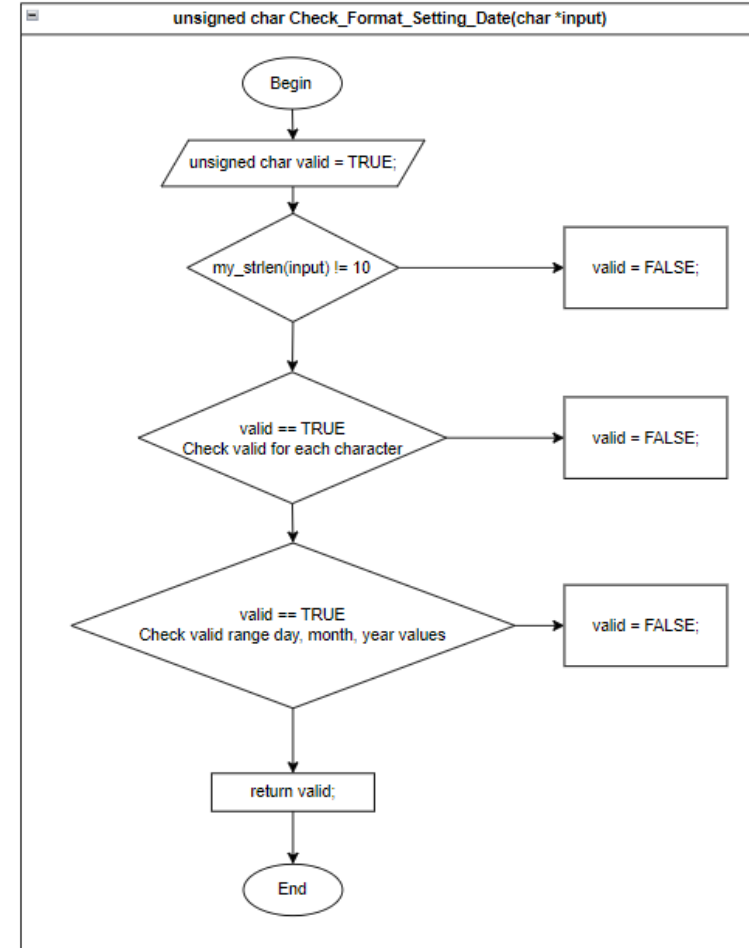 unsigned char Check_Format_Setting_Date(char *input)
Begin
unsigned char valid = TRUE;
my_strlen(input) != 10
valid = FALSE;
valid == TRUE
Check valid for each character
valid = FALSE;
valid == TRUE
Check valid range day, month, year values
valid = FALSE;
return valid;
End